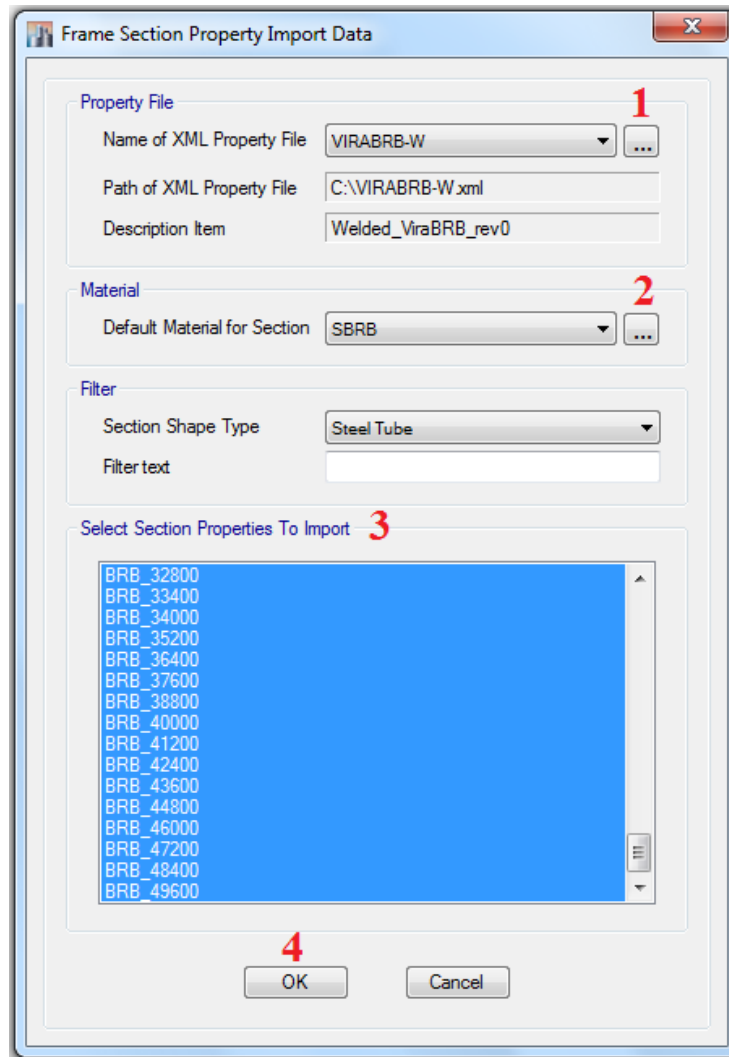 Frame Section Property Import Data
Property File
1
Name of XML Property File
VIRABRB-W
...
Path of XML Property File
C:\VIRABRB-W.xml
Description Item
Welded_ViraBRB_rev0
Material
2
Default Material for Section
SBRB
...
Filter
Section Shape Type
Steel Tube
Filter text
Select Section Properties To Import
3
BRB_32800
BRB_33400
BRB_34000
BRB_35200
BRB_36400
BRB_37600
BRB_38800
BRB_40000
BRB_41200
BRB_42400
BRB_43600
BRB_44800
BRB_46000
BRB_47200
BRB_48400
BRB_49600
4
OK
Cancel